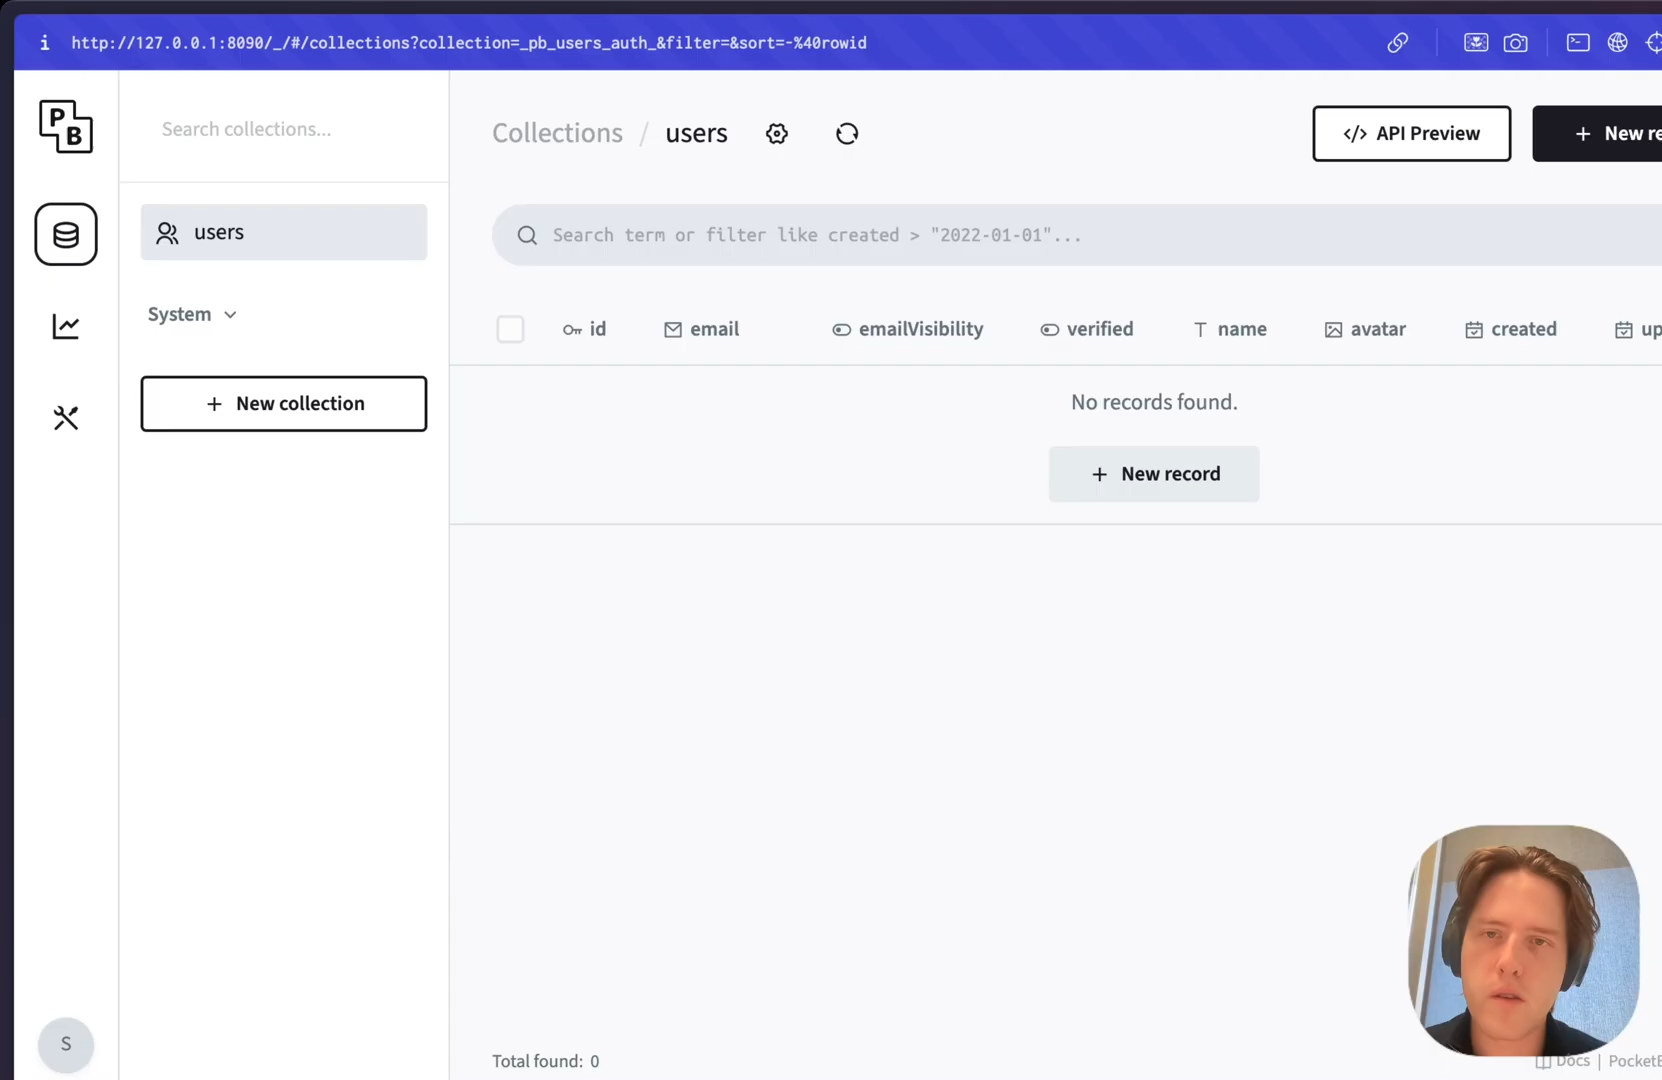 http://127.0.0.1:8090/_/#/collections?collection=_pb_users_auth_&filter=&sort=-%40rowid
P
B
Search collections...
Collections / users
</> API Preview
+ New re
users
Search term or filter like created > "2022-01-01"...
System
id
email
emailVisibility
verified
T name
avatar
created
up
+ New collection
No records found.
+ New record
S
Total found: 0
Docs | PocketB